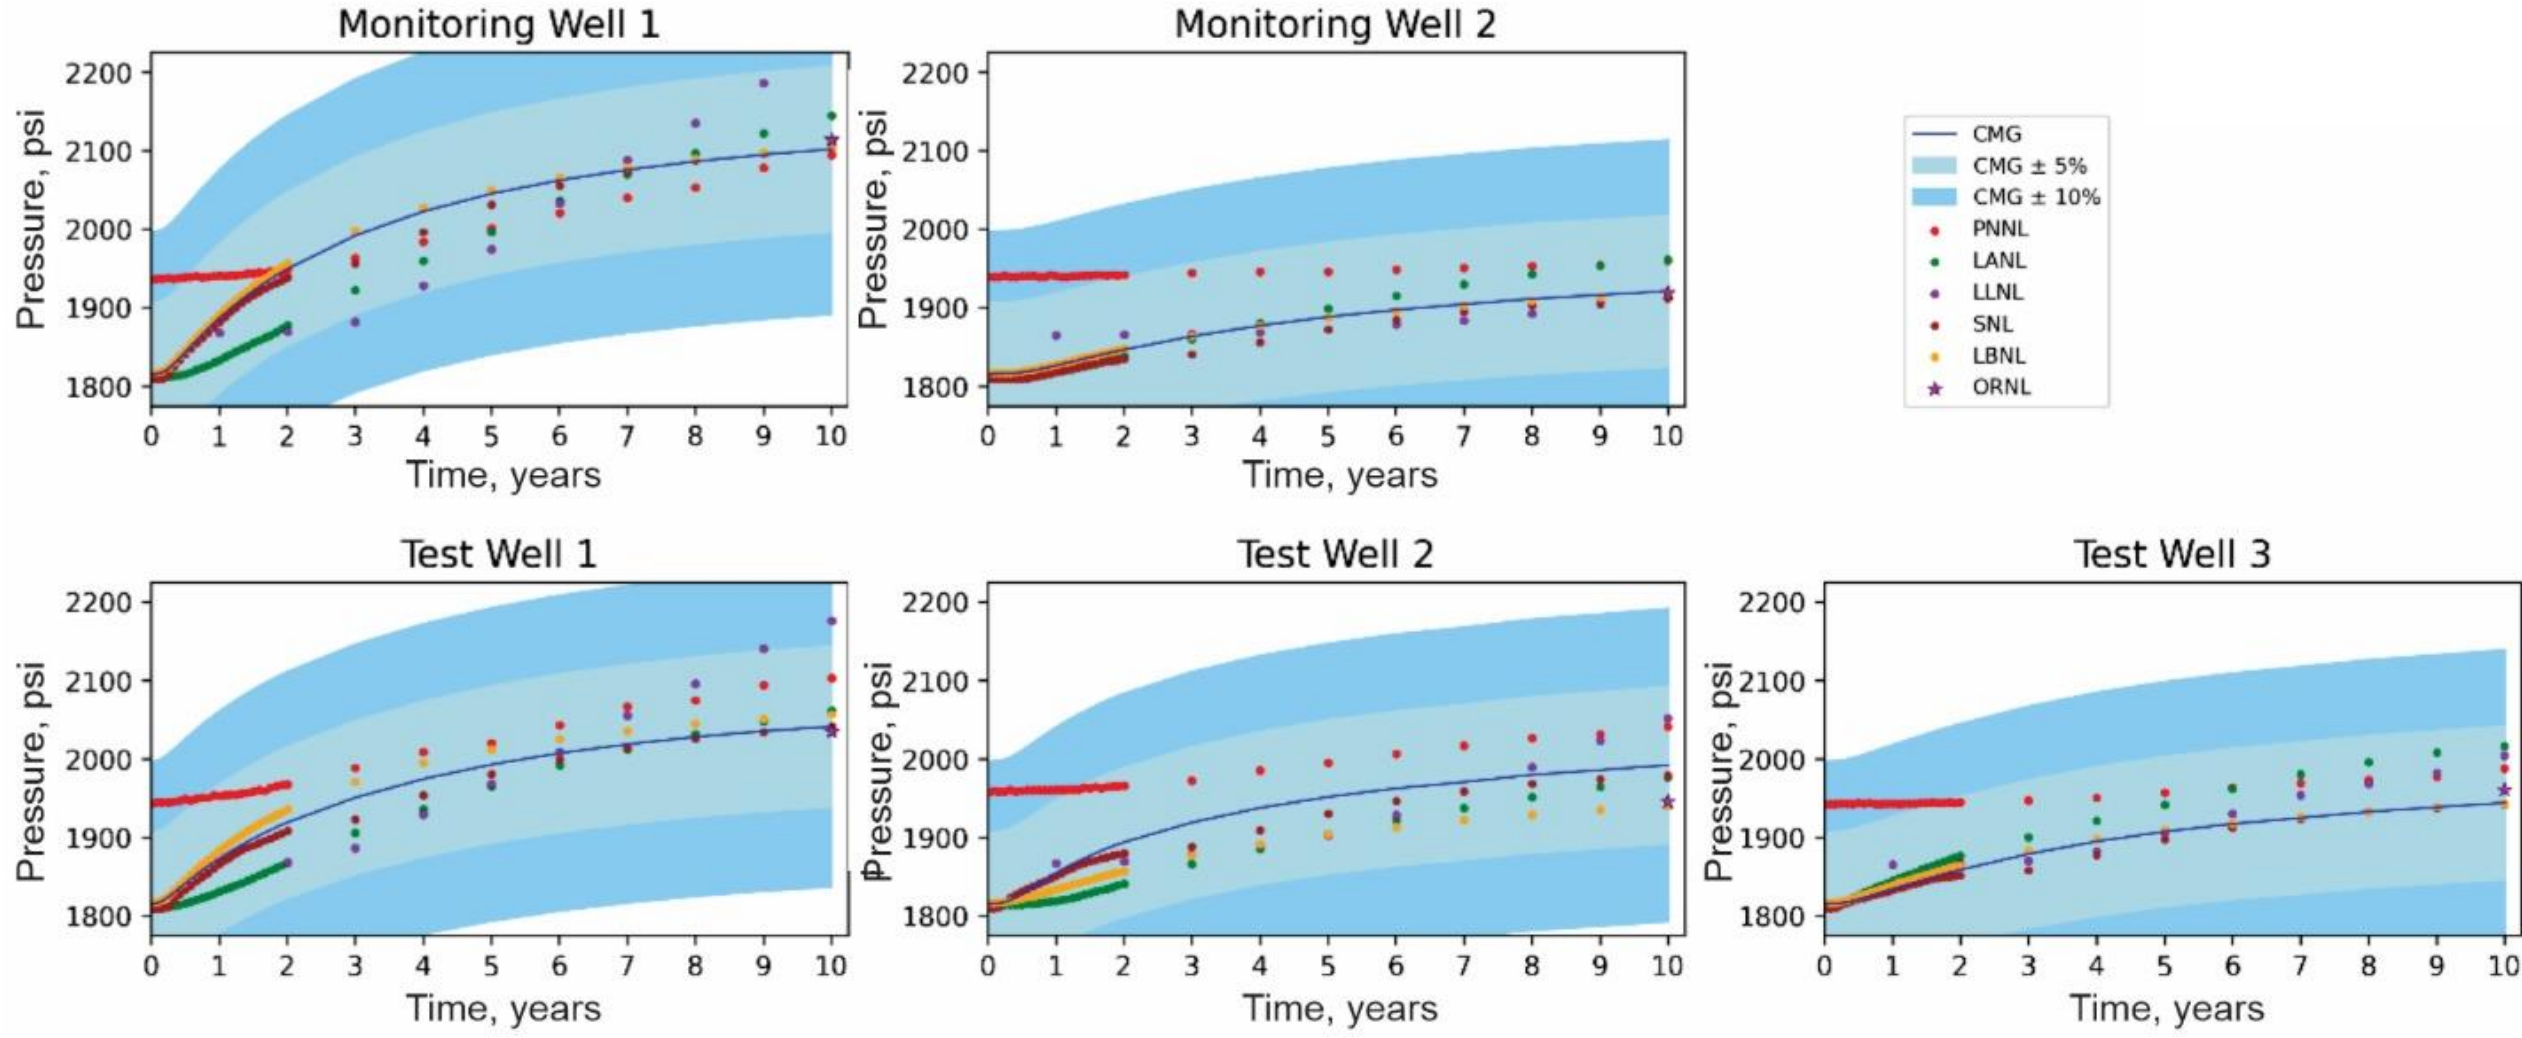 Monitoring Well 1
Pressure, psi
2200
2100
2000
1900
1800
0 1 2 3 4 5 6 7 8 9 10
Time, years
Monitoring Well 2
Pressure, psi
2200
2100
2000
1900
1800
0 1 2 3 4 5 6 7 8 9 10
Time, years
CMG
CMG ± 5%
CMG ± 10%
PNNL
LANL
LLNL
SNL
LBNL
ORNL
Test Well 1
Pressure, psi
2200
2100
2000
1900
1800
0 1 2 3 4 5 6 7 8 9 10
Time, years
Test Well 2
Pressure, psi
2200
2100
2000
1900
1800
0 1 2 3 4 5 6 7 8 9 10
Time, years
Test Well 3
Pressure, psi
2200
2100
2000
1900
1800
0 1 2 3 4 5 6 7 8 9 10
Time, years